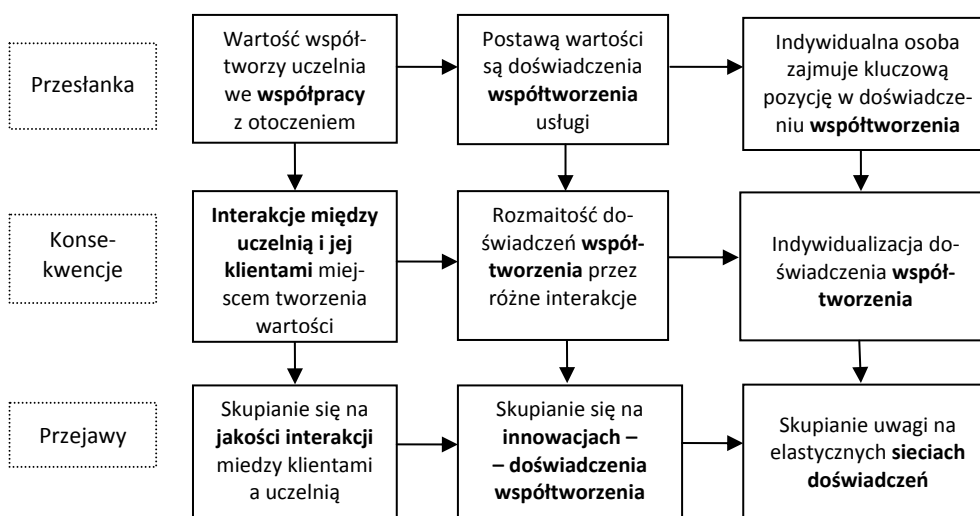 Przesłanka
Wartość współ-
tworzy uczelnia
we współpracy
z otoczeniem
Postawą wartości
są doświadczenia
współtworzenia
usługi
Indywidualna osoba
zajmuje kluczową
pozycję w doświadcze-
niu współtworzenia
Konse-
kwencje
Interakcje między
uczelnią i jej
klientami miej-
scem tworzenia
wartości
Rozmaitość do-
świadczeń współ-
tworzenia przez
różne interakcje
Indywidualizacja do-
świadczenia współ-
tworzenia
Przejawy
Skupianie się na
jakości interakcji
miedzy klientami
a uczelnią
Skupianie się na
innowacjach –
– doświadczenia
współtworzenia
Skupianie uwagi na
elastycznych sieciach
doświadczeń